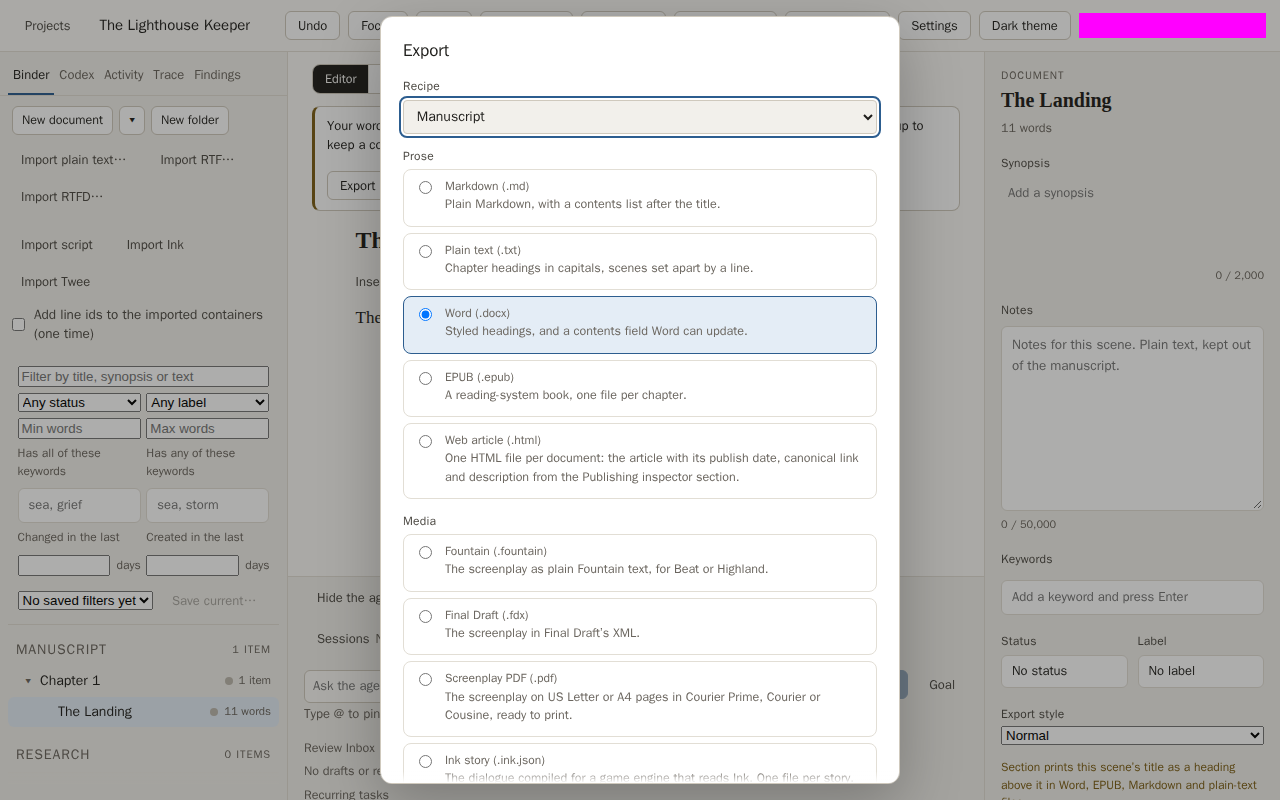 Projects
The Lighthouse Keeper
Undo
Settings
Dark theme
Binder
Codex
Activity
Trace
Findings
New document
▾
New folder
Import plain text…
Import RTF…
Import RTFD…
Import script
Import Ink
Import Twee
Add line ids to the imported containers
(one time)
Filter by title, synopsis or text
Any status
Any label
Min words
Max words
Has all of these
keywords
Has any of these
keywords
sea, grief
sea, storm
Changed in the last
Created in the last
days
days
No saved filters yet
Save current…
MANUSCRIPT
1 ITEM
Chapter 1
1 item
The Landing
11 words
RESEARCH
0 ITEMS
Editor
keep a
Export
Hide the
Sessions
Ask the
Type @ to
Goal
Review Inbox
No drafts or
Recurring tasks
Export
Recipe
Manuscript
Prose
Markdown (.md)
Plain Markdown, with a contents list after the title.
Plain text (.txt)
Chapter headings in capitals, scenes set apart by a line.
Word (.docx)
Styled headings, and a contents field Word can update.
EPUB (.epub)
A reading-system book, one file per chapter.
Web article (.html)
One HTML file per document: the article with its publish date, canonical link
and description from the Publishing inspector section.
Media
Fountain (.fountain)
The screenplay as plain Fountain text, for Beat or Highland.
Final Draft (.fdx)
The screenplay in Final Draft's XML.
Screenplay PDF (.pdf)
The screenplay on US Letter or A4 pages in Courier Prime, Courier or
Cousine, ready to print.
Ink story (.ink.json)
The dialogue compiled for a game engine that reads Ink. One file per story
DOCUMENT
The Landing
11 words
Synopsis
Add a synopsis
0 / 2,000
Notes
Notes for this scene. Plain text, kept out
of the manuscript.
0 / 50,000
Keywords
Add a keyword and press Enter
Status
Label
No status
No label
Export style
Normal
Section prints this scene's title as a heading
above it in Word, EPUB, Markdown and plain-text